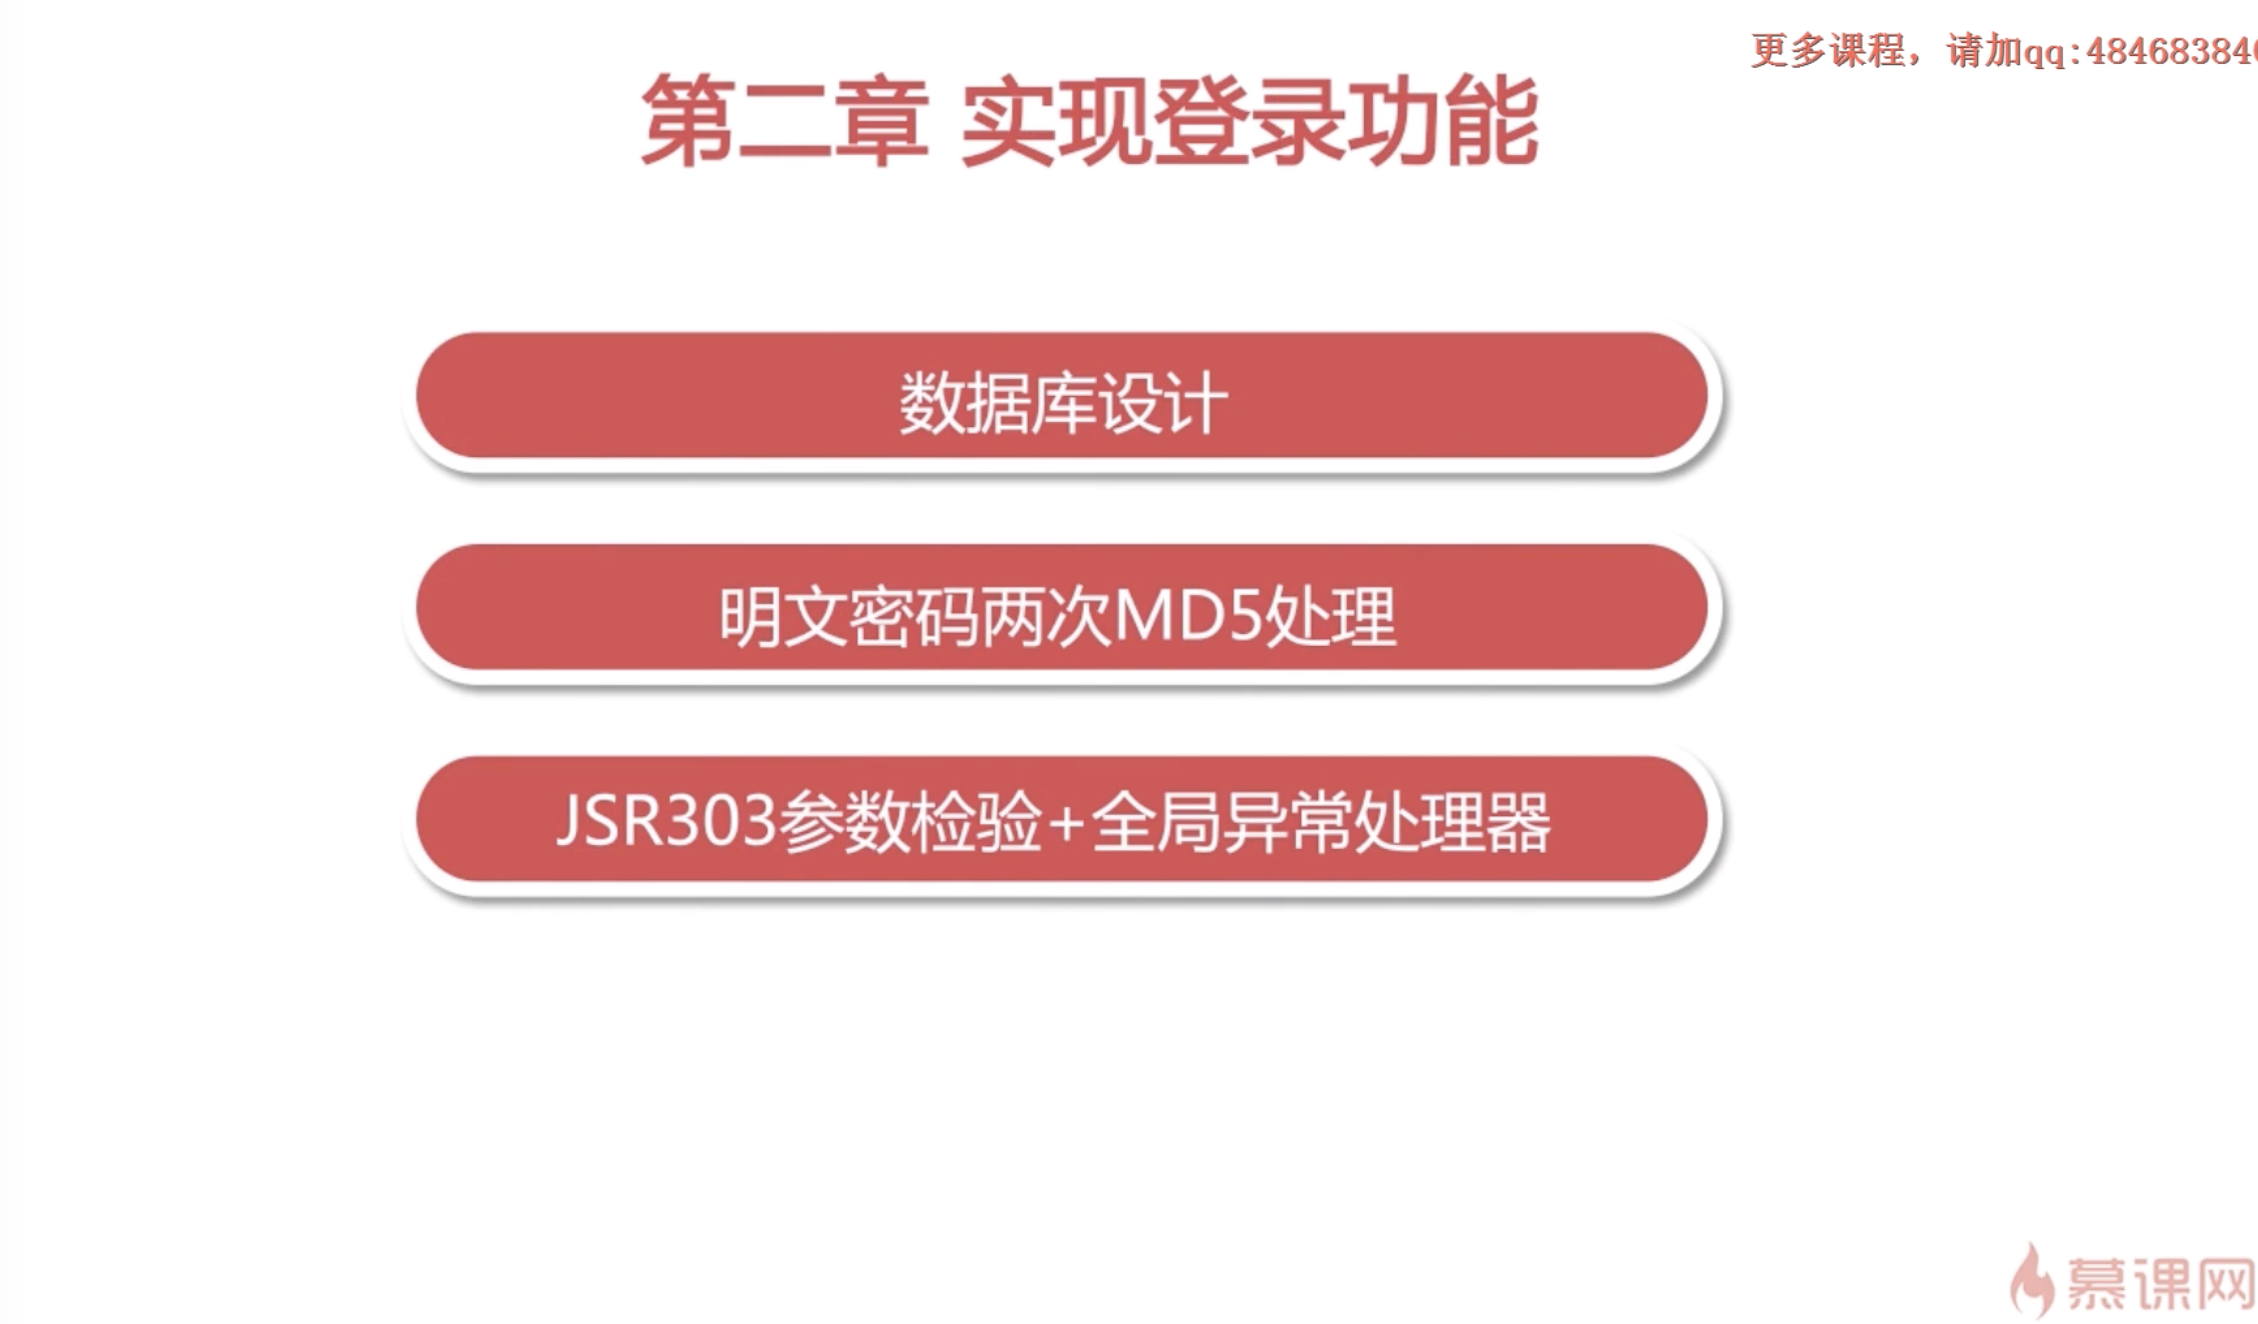 更多课程，请加qq:48468384
第二章 实现登录功能
数据库设计
明文密码两次MD5处理
JSR303参数检验+全局异常处理器
慕课网